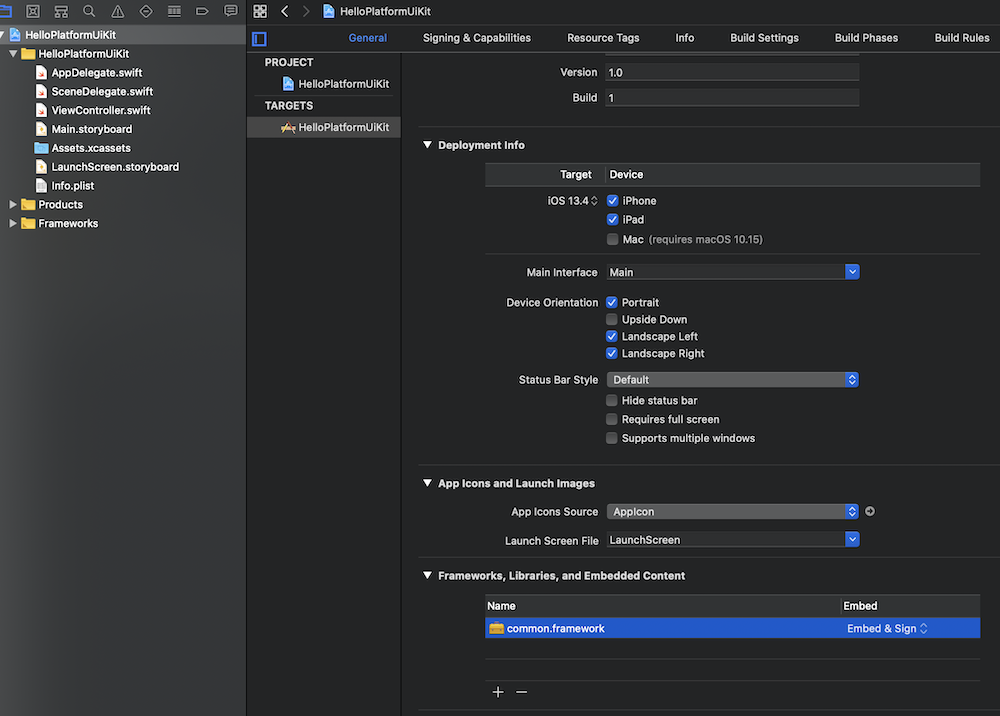 HelloPlatformUiKit
HelloPlatformUiKit
HelloPlatformUiKit
AppDelegate.swift
SceneDelegate.swift
ViewController.swift
Main.storyboard
Assets.xcassets
LaunchScreen.storyboard
Info.plist
Products
Frameworks
General Signing & Capabilities Resource Tags Info Build Settings Build Phases Build Rules
PROJECT
HelloPlatformUiKit
TARGETS
HelloPlatformUiKit
Version 1.0
Build 1
Deployment Info
Target Device
iOS 13.4 iPhone
iPad
Mac (requires macOS 10.15)
Main Interface Main
Device Orientation Portrait
Upside Down
Landscape Left
Landscape Right
Status Bar Style Default
Hide status bar
Requires full screen
Supports multiple windows
App Icons and Launch Images
App Icons Source AppIcon
Launch Screen File LaunchScreen
Frameworks, Libraries, and Embedded Content
Name Embed
common.framework Embed & Sign